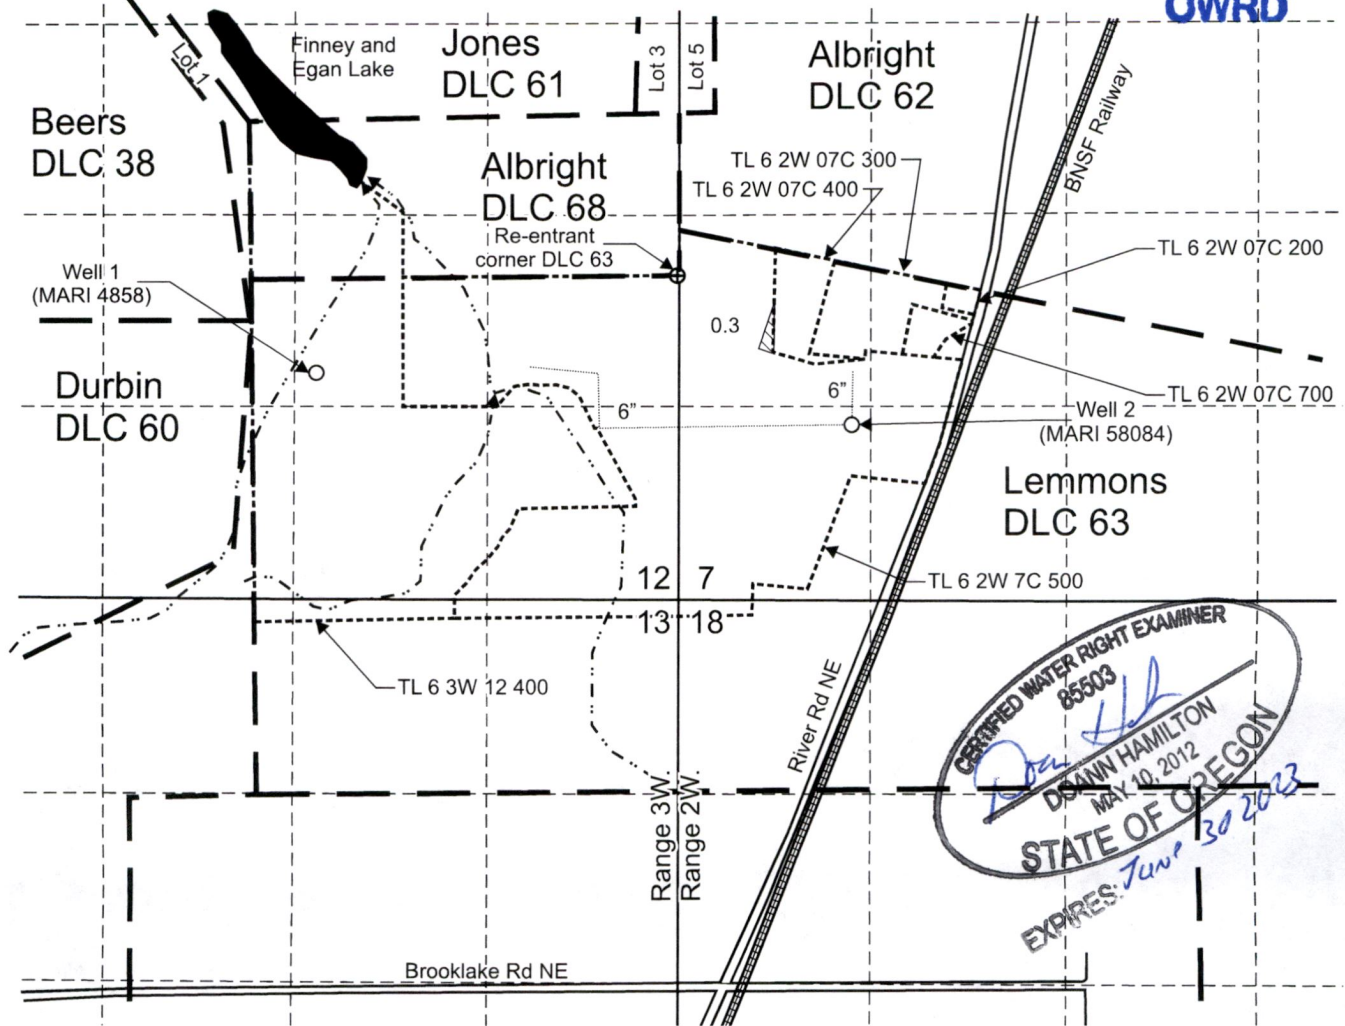 OWRD
Lot 1
Finney and
Egan Lake
Jones
DLC 61
Lot 3
Lot 5
Albright
DLC 62
BNSF Railway
Beers
DLC 38
Albright
DLC 68
TL 6 2W 07C 300
TL 6 2W 07C 400
Re-entrant
corner DLC 63
TL 6 2W 07C 200
Well 1
(MARI 4858)
0.3
Durbin
DLC 60
6"
6"
TL 6 2W 07C 700
Well 2
(MARI 58084)
Lemmons
DLC 63
12 7
13 18
TL 6 2W 7C 500
TL 6 3W 12 400
River Rd NE
Range 3W
Range 2W
CERTIFIED WATER RIGHT EXAMINER
85503
DOANN HAMILTON
MAY 10, 2012
STATE OF OREGON
EXPIRES: June 30 2023
Brooklake Rd NE